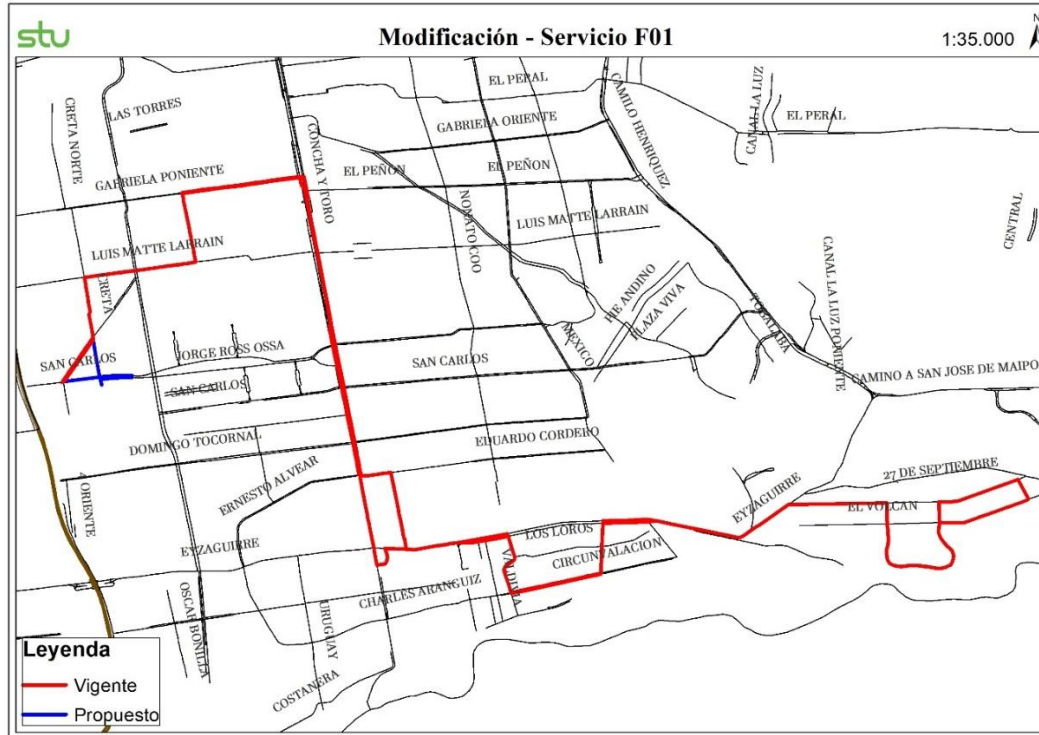 stu
Modificación - Servicio F01
1:35.000
N
CRETA NORTE
LAS TORRES
EL PERAL
CAMILO HENRIQUEZ
CANAL LA LUZ
EL PERAL
GABRIELA ORIENTE
CONCHA Y TORO
EL PEÑON
EL PEÑON
GABRIELA PONIENTE
NONATO COO
LUIS MATTE LARRAIN
CENTRAL
LUIS MATTE LARRAIN
CRETA
PIE ANDINO
PLAZA VIVA
TOBALABA
CANAL LA LUZ PONIENTE
MEXICO
SAN CARLOS
JORGE ROSS OSSA
SAN CARLOS
SAN CARLOS
CAMINO A SAN JOSE DE MAIPO
DOMINGO TOCORNAL
EDUARDO CORDERO
ERNESTO ALVEAR
27 DE SEPTIEMBRE
4 ORIENTE
EYZAGUIRRE
EL VOLCAN
EYZAGUIRRE
LOS LOROS
CIRCUNVALACION
VALDIVIA
CHARLES ARANGUIZ
OSCAR BONILLA
URUGUAY
COSTANERA
Leyenda
Vigente
Propuesto